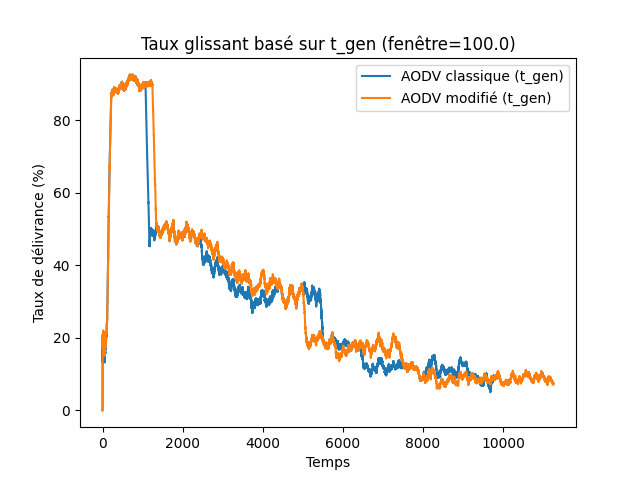 Taux glissant basé sur t_gen (fenêtre=100.0)
AODV classique (t_gen)
AODV modifié (t_gen)
Taux de délivrance (%)
80
60
40
20
0
0 2000 4000 6000 8000 10000
Temps